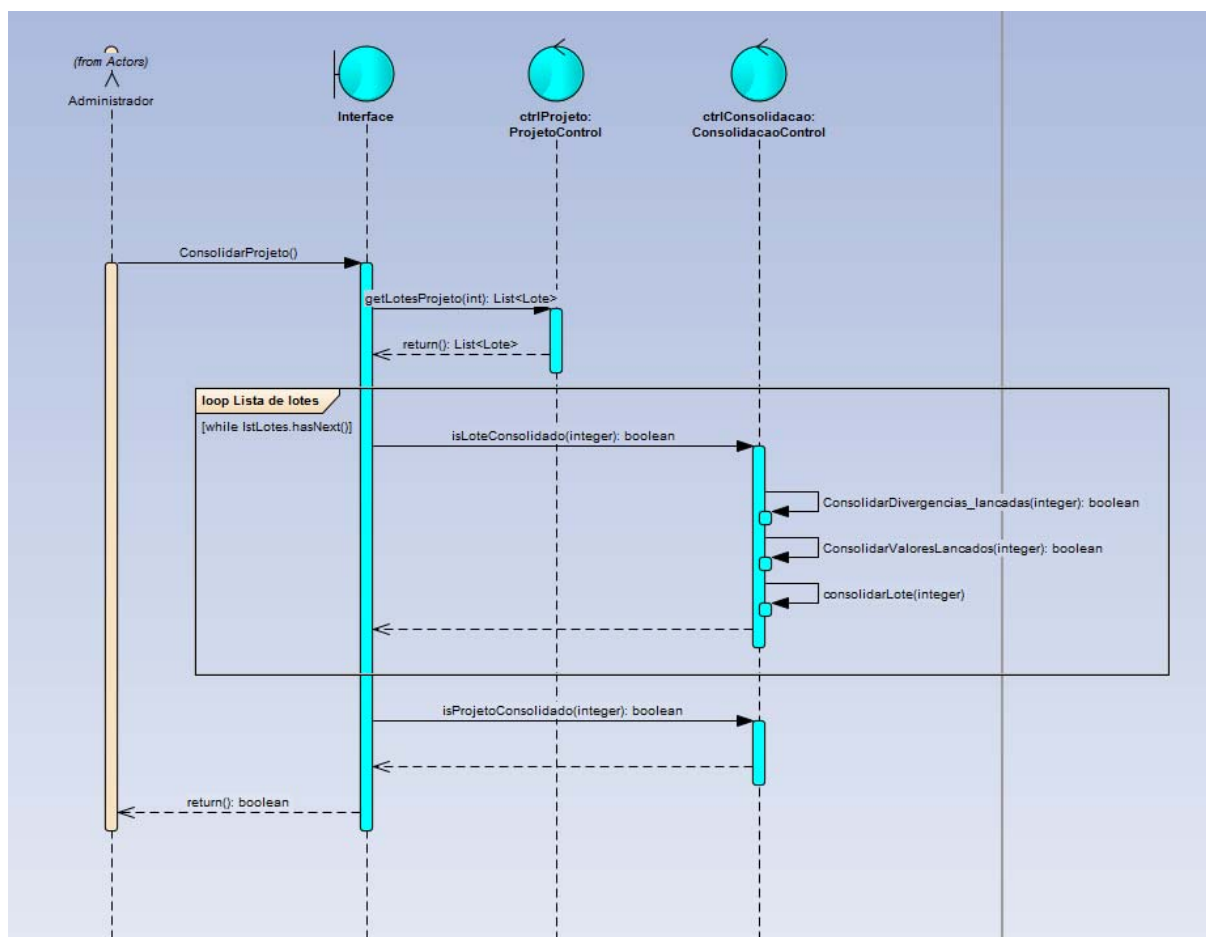 (from Actors)
Administrador
Interface
ctrlProjeto:
ProjetoControl
ctrlConsolidacao:
ConsolidacaoControl
ConsolidarProjeto()
getLotesProjeto(int): List<Lote>
return(): List<Lote>
loop Lista de lotes
[while lstLotes.hasNext()]
isLoteConsolidado(integer): boolean
ConsolidarDivergencias_lancadas(integer): boolean
ConsolidarValoresLancados(integer): boolean
consolidarLote(integer)
isProjetoConsolidado(integer): boolean
return(): boolean